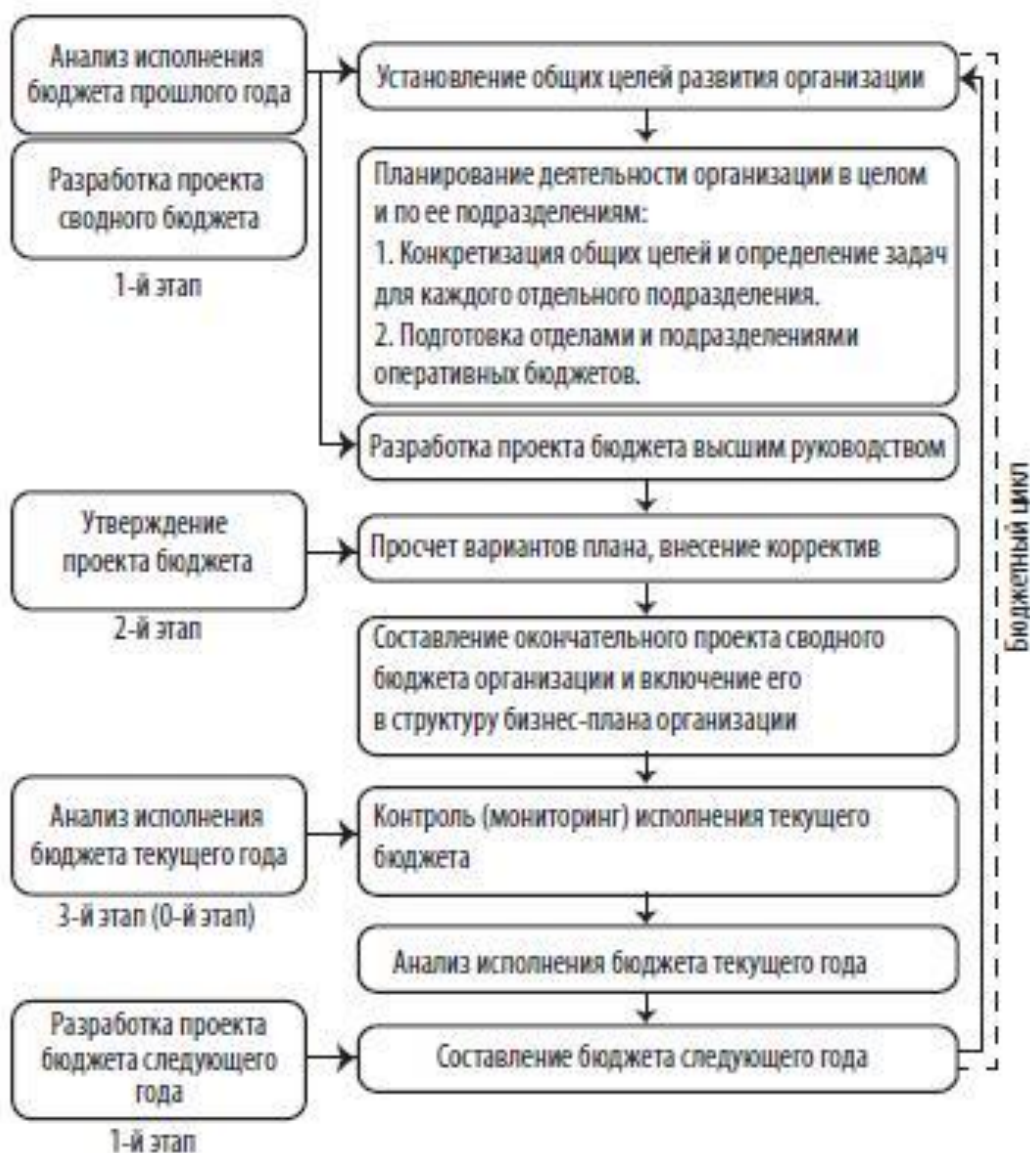 Анализ исполнения
бюджета прошлого года
Разработка проекта
сводного бюджета
1-й этап
Установление общих целей развития организации
Планирование деятельности организации в целом
и по ее подразделениям:
1. Конкретизация общих целей и определение задач
для каждого отдельного подразделения.
2. Подготовка отделами и подразделениями
оперативных бюджетов.
Разработка проекта бюджета высшим руководством
Утверждение
проекта бюджета
2-й этап
Просчет вариантов плана, внесение корректив
Составление окончательного проекта сводного
бюджета организации и включение его
в структуру бизнес-плана организации
Анализ исполнения
бюджета текущего года
3-й этап (0-й этап)
Контроль (мониторинг) исполнения текущего
бюджета
Анализ исполнения бюджета текущего года
Разработка проекта
бюджета следующего
года
1-й этап
Составление бюджета следующего года
Бюджетный цикл